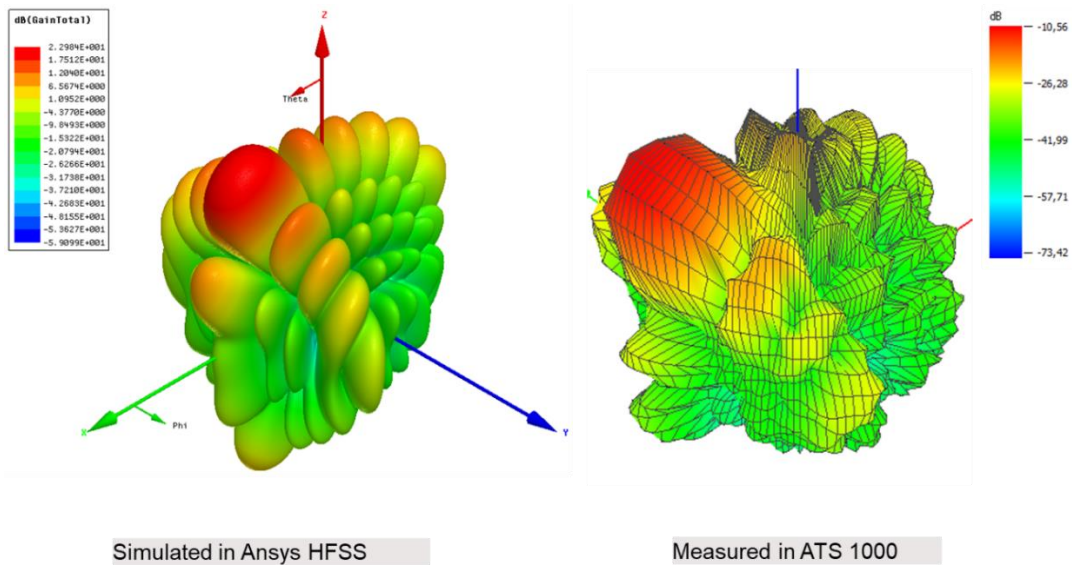 dB(GainTotal)
2.2984E+001
1.7512E+001
1.2040E+001
6.5674E+000
1.0952E+000
-4.3770E+000
-9.8493E+000
-1.5322E+001
-2.0794E+001
-2.6266E+001
-3.1738E+001
-3.7210E+001
-4.2683E+001
-4.8155E+001
-5.3627E+001
-5.9099E+001
Z
Theta
X
Phi
Y
dB
-10,56
-26,28
-41,99
-57,71
-73,42
Simulated in Ansys HFSS
Measured in ATS 1000